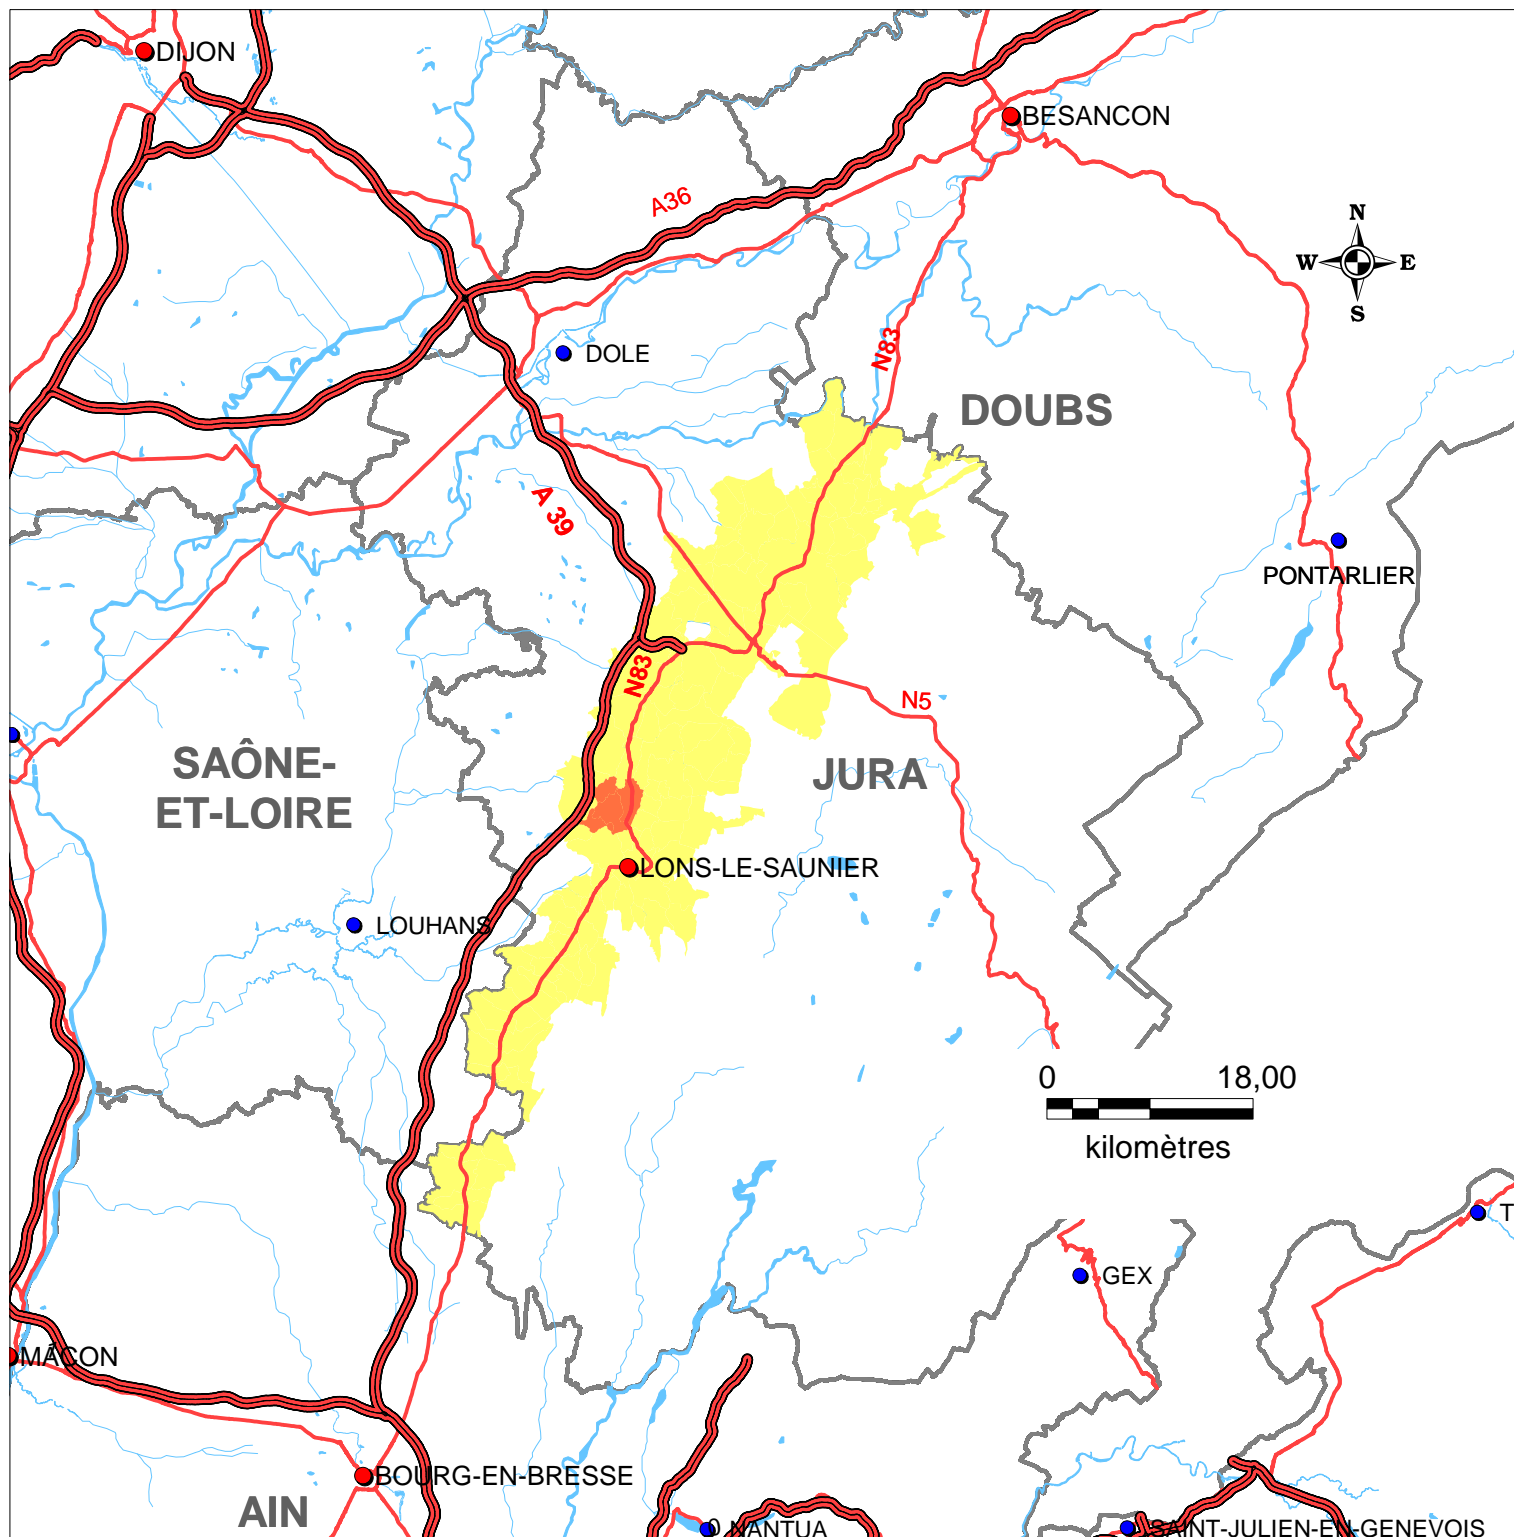 DIJON
BESANCON
A36
N
W
E
S
DOLE
N83
DOUBS
A 39
PONTARLIER
N83
N5
SAÔNE-
ET-LOIRE
JURA
LONS-LE-SAUNIER
LOUHANS
0
18,00
kilomètres
T
GEX
MÂCON
BOURG-EN-BRESSE
AIN
0
NANTUA
SAINT-JULIEN-EN-GENEVOIS